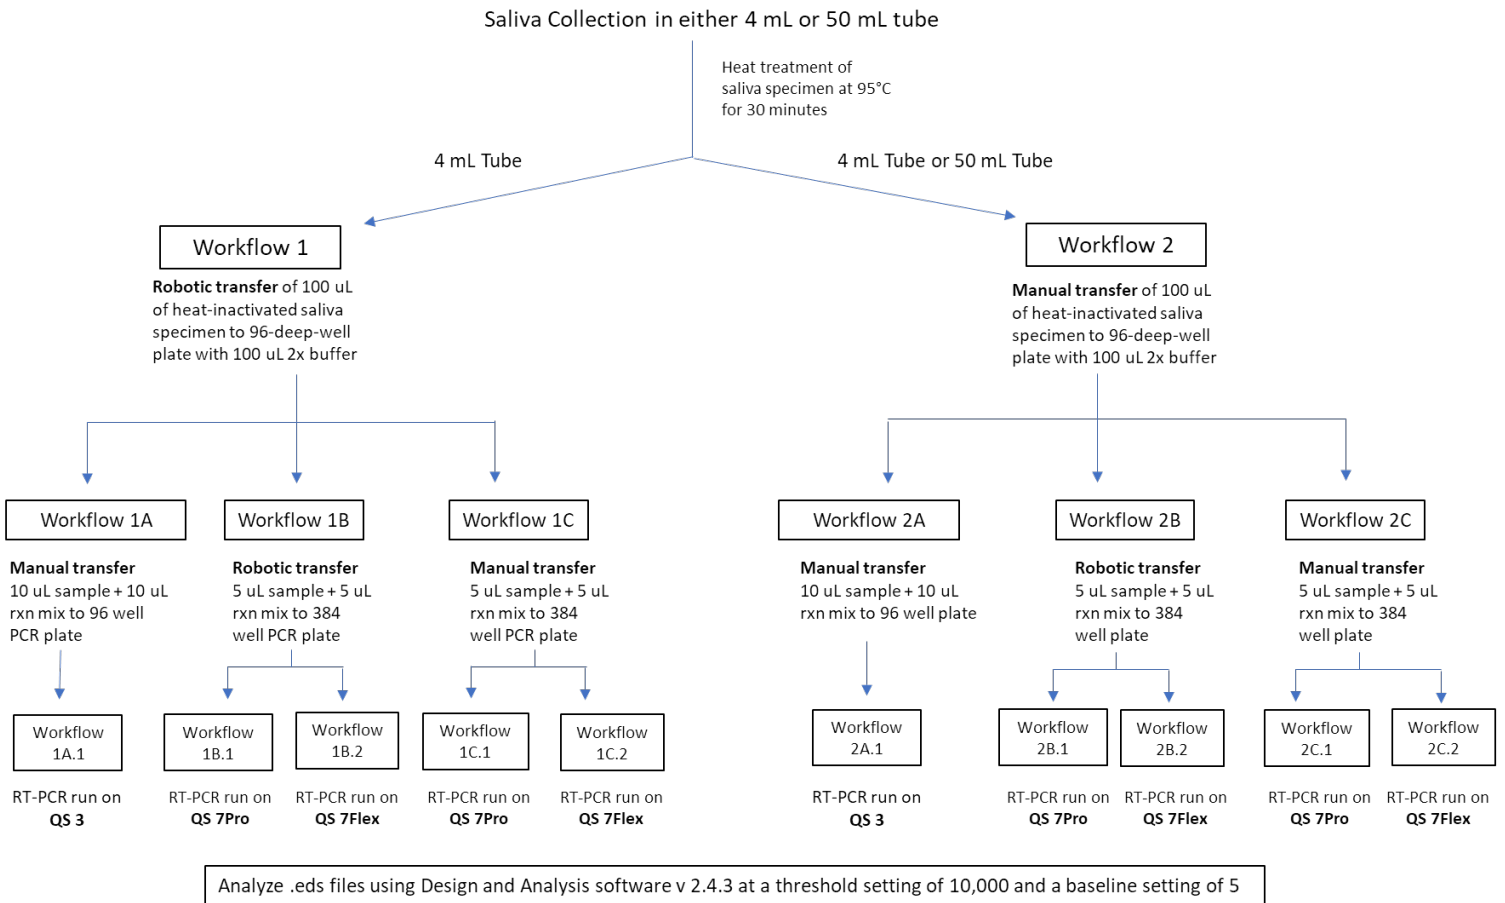 Saliva Collection in either 4 mL or 50 mL tube
Heat treatment of
saliva specimen at 95°C
for 30 minutes
4 mL Tube
4 mL Tube or 50 mL Tube
Workflow 1
Robotic transfer of 100 uL
of heat-inactivated saliva
specimen to 96-deep-well
plate with 100 uL 2x buffer
Workflow 2
Manual transfer of 100 uL
of heat-inactivated saliva
specimen to 96-deep-well
plate with 100 uL 2x buffer
Workflow 1A
Manual transfer
10 uL sample + 10 uL
rxn mix to 96 well
PCR plate
Workflow 1B
Robotic transfer
5 uL sample + 5 uL
rxn mix to 384
well PCR plate
Workflow 1C
Manual transfer
5 uL sample + 5 uL
rxn mix to 384
well PCR plate
Workflow 2A
Manual transfer
10 uL sample + 10 uL
rxn mix to 96 well plate
Workflow 2B
Robotic transfer
5 uL sample + 5 uL
rxn mix to 384
well plate
Workflow 2C
Manual transfer
5 uL sample + 5 uL
rxn mix to 384
well plate
Workflow
1A.1
RT-PCR run on
QS 3
Workflow
1B.1
RT-PCR run on
QS 7Pro
Workflow
1B.2
RT-PCR run on
QS 7Flex
Workflow
1C.1
RT-PCR run on
QS 7Pro
Workflow
1C.2
RT-PCR run on
QS 7Flex
Workflow
2A.1
RT-PCR run on
QS 3
Workflow
2B.1
RT-PCR run on
QS 7Pro
Workflow
2B.2
RT-PCR run on
QS 7Flex
Workflow
2C.1
RT-PCR run on
QS 7Pro
Workflow
2C.2
RT-PCR run on
QS 7Flex
Analyze .eds files using Design and Analysis software v 2.4.3 at a threshold setting of 10,000 and a baseline setting of 5